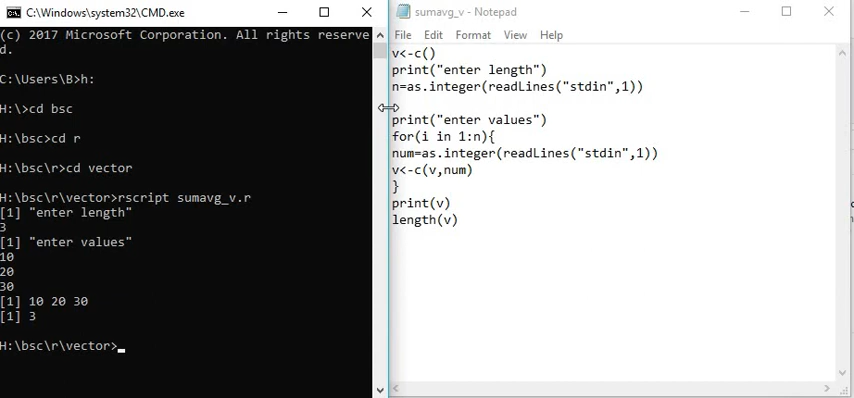 C:\Windows\system32\CMD.exe
(c) 2017 Microsoft Corporation. All rights reserve
d.
C:\Users\B>h:
H:\>cd bsc
H:\bsc>cd r
H:\bsc\r>cd vector
H:\bsc\r\vector>rscript sumavg_v.r
[1] "enter length"
3
[1] "enter values"
10
20
30
[1] 10 20 30
[1] 3
H:\bsc\r\vector>
sumavg_v - Notepad
File Edit Format View Help
v<-c()
print("enter length")
n=as.integer(readLines("stdin",1))
print("enter values")
for(i in 1:n){
num=as.integer(readLines("stdin",1))
v<-c(v,num)
}
print(v)
length(v)